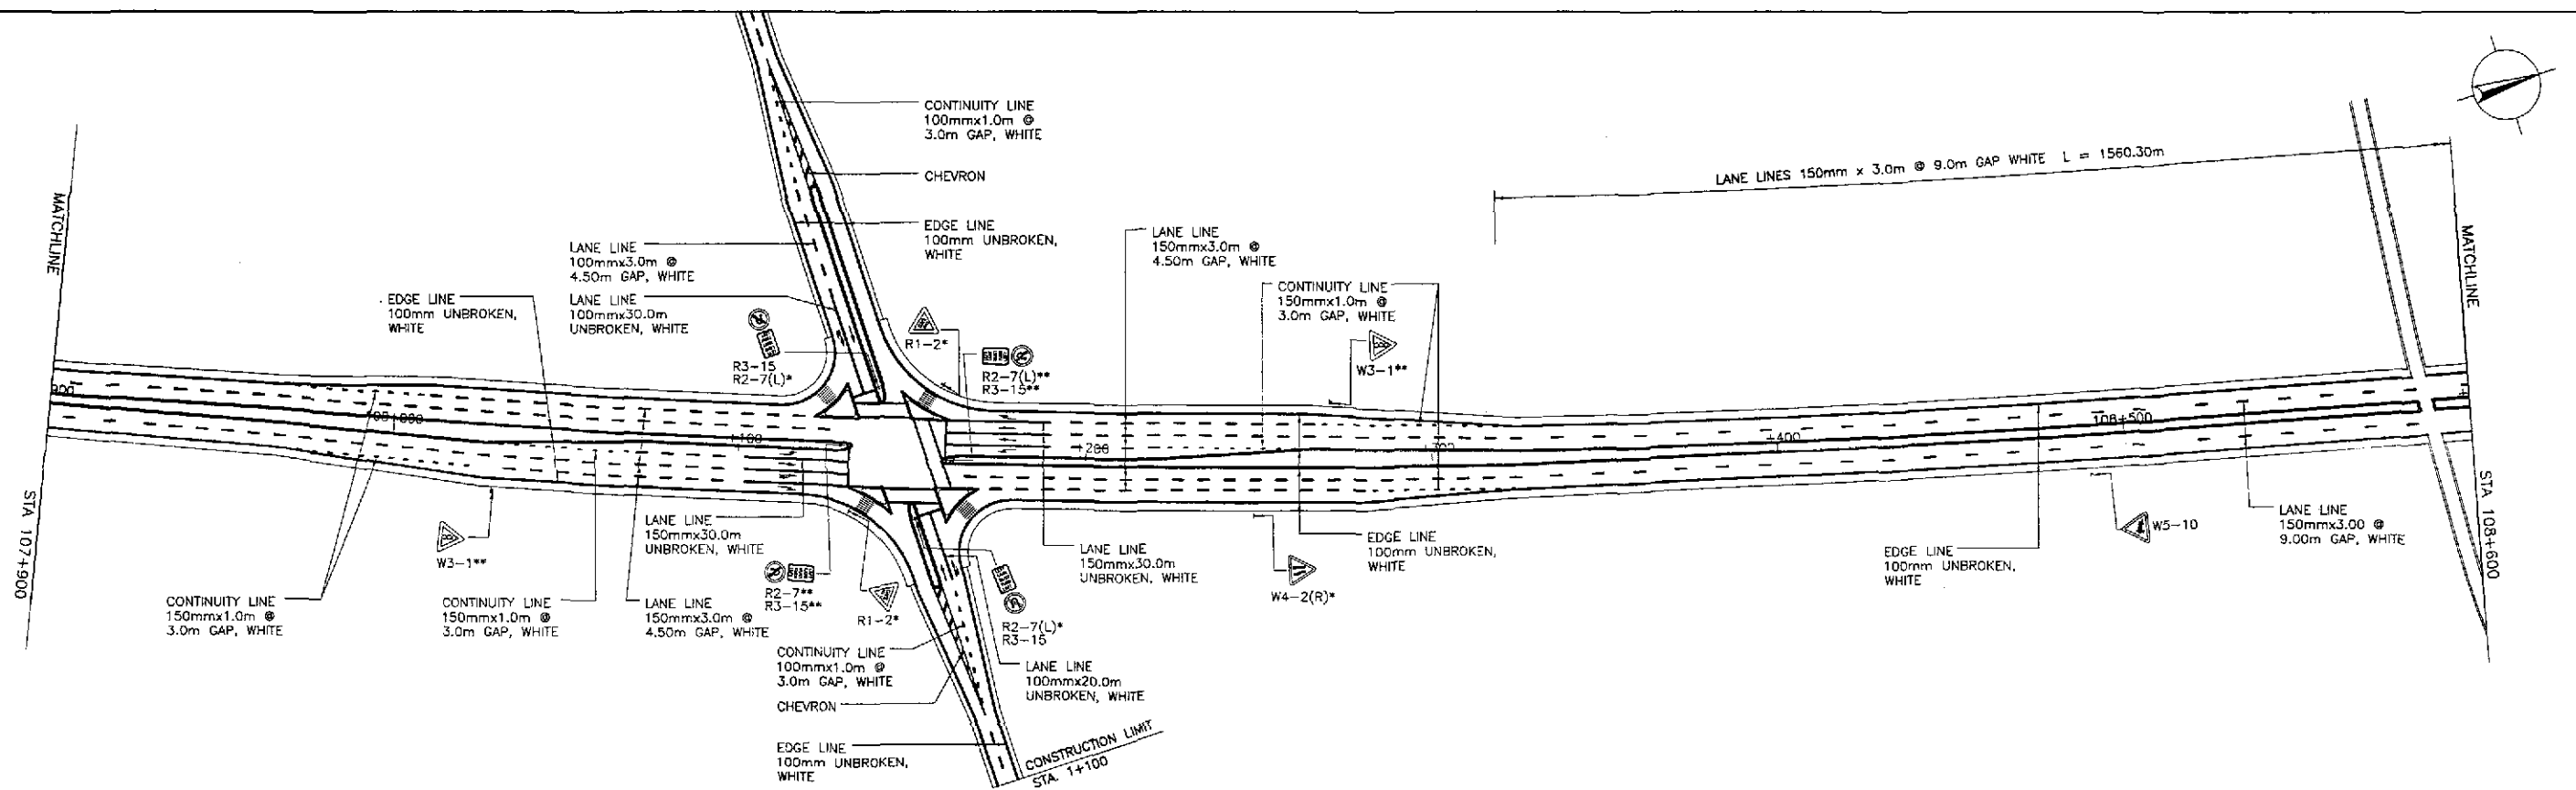 CONTINUITY LINE
100mmx1.0m @
3.0m GAP, WHITE
CHEVRON
EDGE LINE
100mm UNBROKEN,
WHITE
LANE LINES 150mm x 3.0m @ 9.0m GAP WHITE L = 1560.30m
MATCHLINE
STA 107+900
LANE LINE
100mmx3.0m @
4.50m GAP, WHITE
LANE LINE
100mmx30.0m
UNBROKEN, WHITE
EDGE LINE
100mm UNBROKEN,
WHITE
R3-15
R2-7(L)*
R1-2*
R2-7(L)**
R3-15**
LANE LINE
150mmx3.0m @
4.50m GAP, WHITE
CONTINUITY LINE
150mmx1.0m @
3.0m GAP, WHITE
W3-1**
MATCHLINE
STA 108+600
900
+100
+200
+400
108+500
W3-1**
CONTINUITY LINE
150mmx1.0m @
3.0m GAP, WHITE
CONTINUITY LINE
150mmx1.0m @
3.0m GAP, WHITE
LANE LINE
150mmx30.0m
UNBROKEN, WHITE
LANE LINE
150mmx3.0m @
4.50m GAP, WHITE
R2-7**
R3-15**
R1-2*
R2-7(L)*
R3-15
LANE LINE
150mmx30.0m
UNBROKEN, WHITE
W4-2(R)*
EDGE LINE
100mm UNBROKEN,
WHITE
EDGE LINE
100mm UNBROKEN,
WHITE
W5-10
LANE LINE
150mmx3.00 @
9.00m GAP, WHITE
CONTINUITY LINE
100mmx1.0m @
3.0m GAP, WHITE
CHEVRON
LANE LINE
100mmx20.0m
UNBROKEN, WHITE
EDGE LINE
100mm UNBROKEN,
WHITE
CONSTRUCTION LIMIT
STA. 1+100